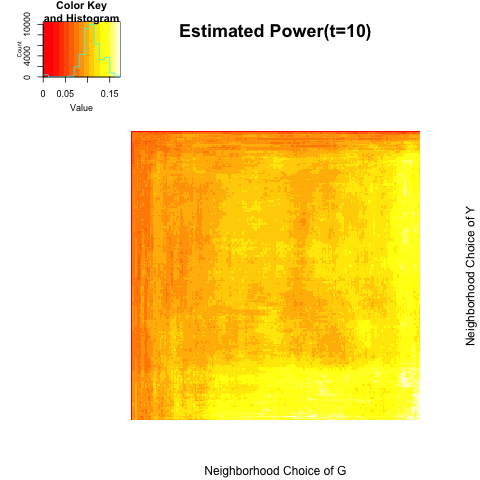 Color Key
and Histogram
Estimated Power(t=10)
Count
0 4000 10000
0 0.05 0.15
Value
Neighborhood Choice of Y
Neighborhood Choice of G